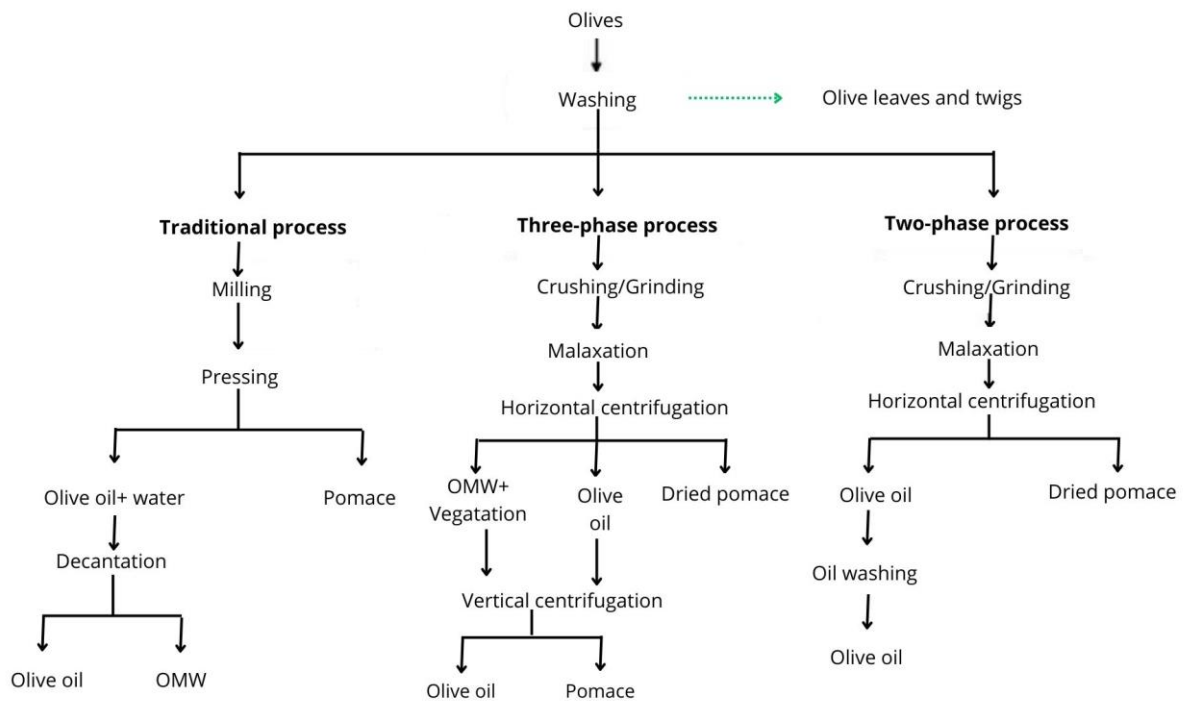 Olives
Washing
Olive leaves and twigs
Traditional process
Three-phase process
Two-phase process
Milling
Crushing/Grinding
Crushing/Grinding
Pressing
Malaxation
Malaxation
Horizontal centrifugation
Horizontal centrifugation
Olive oil+ water
Pomace
OMW+
Vegatation
Olive
oil
Dried pomace
Olive oil
Dried pomace
Decantation
Vertical centrifugation
Oil washing
Olive oil
OMW
Olive oil
Pomace
Olive oil